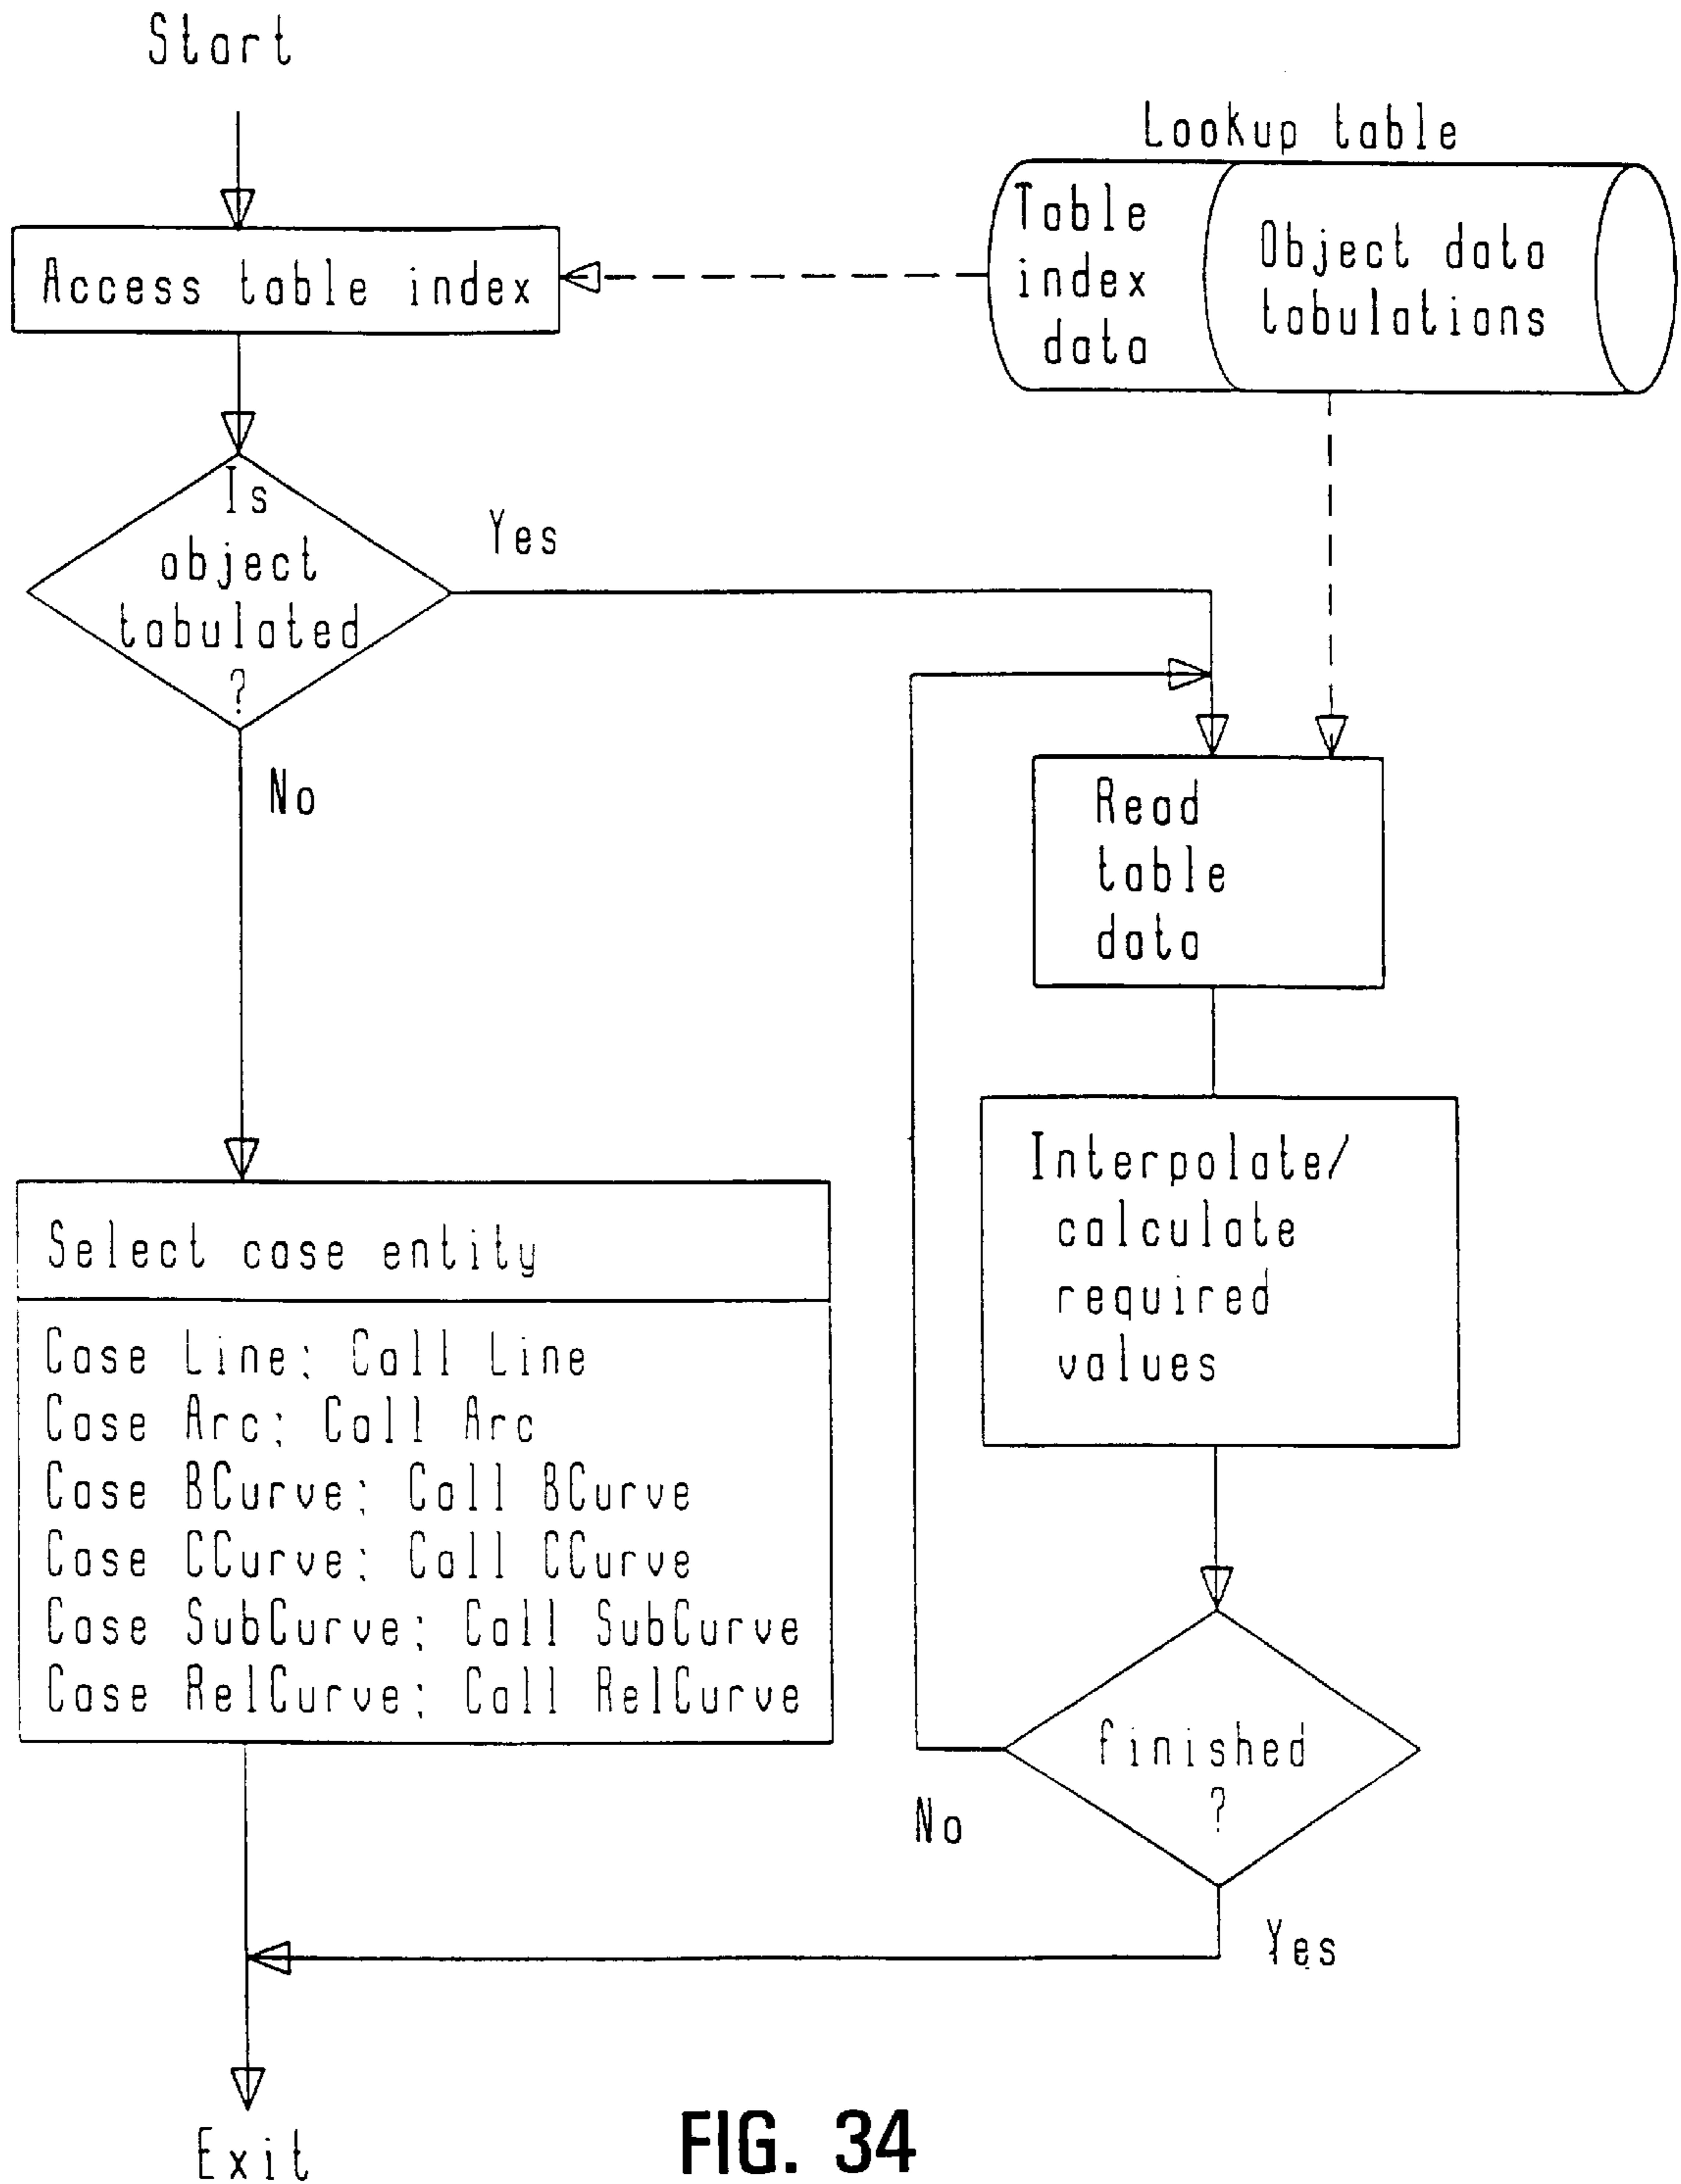 Start
Lookup table
Table
index
data
Object data
tabulations
Access table index
Is
object
tabulated
?
Yes
No
Read
table
data
Interpolate/
calculate
required
values
Select case entity
Case Line; Call Line
Case Arc; Call Arc
Case BCurve; Call BCurve
Case CCurve; Call CCurve
Case SubCurve; Call SubCurve
Case RelCurve; Call RelCurve
finished
?
No
Yes
Exit
FIG. 34